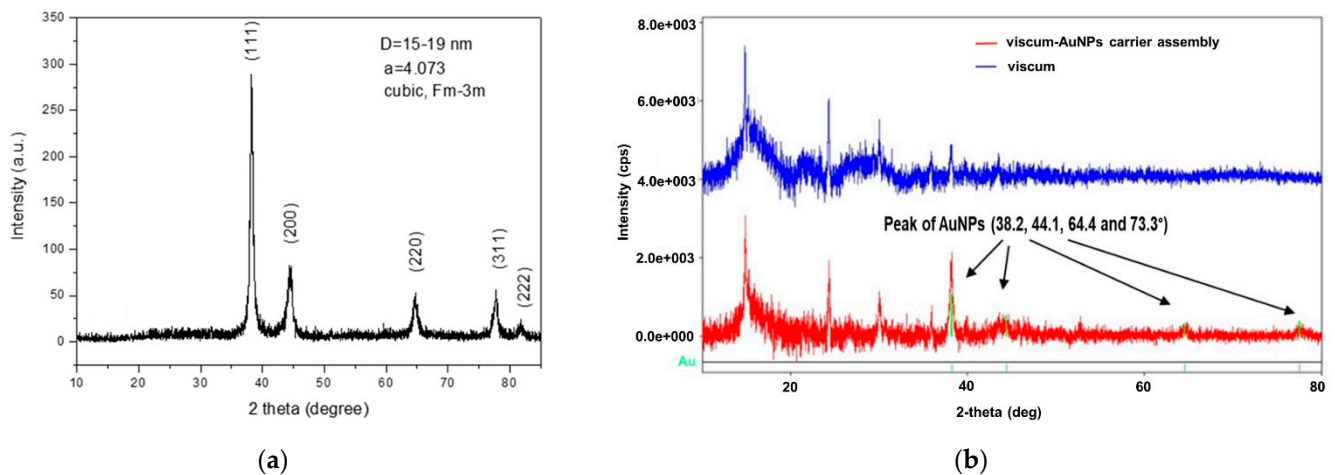 350
300
250
200
150
100
50
0
Intensity (a.u.)
(111)
(200)
(220)
(311)
(222)
D=15-19 nm
a=4.073
cubic, Fm-3m
10 20 30 40 50 60 70 80
2 theta (degree)
(a)
8.0e+003
6.0e+003
4.0e+003
2.0e+003
0.0e+000
Intensity (cps)
viscum-AuNPs carrier assembly
viscum
Peak of AuNPs (38.2, 44.1, 64.4 and 73.3°)
Au
20 40 60 80
2-theta (deg)
(b)